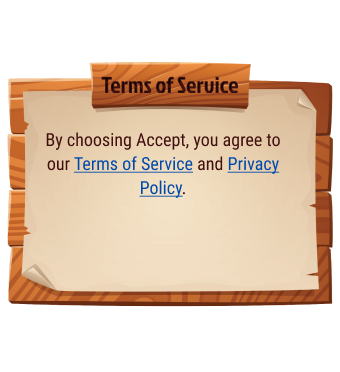 Terms of Service
By choosing Accept, you agree to
our Terms of Service and Privacy
Policy.